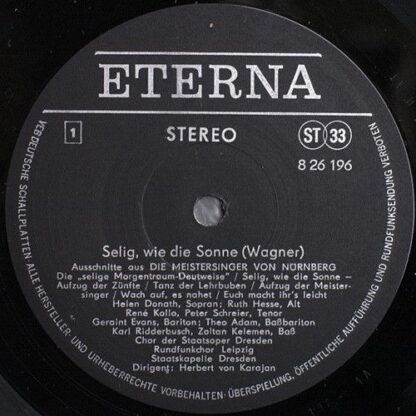 ETERNA
1
STEREO
ST 33
8 26 196
Selig, wie die Sonne (Wagner)
Ausschnitte aus DIE MEISTERSINGER VON NÜRNBERG
Die „selige Morgentraum-Deutweise" / Selig, wie die Sonne –
Aufzug der Zünfte / Tanz der Lehrbuben / Aufzug der Meister-
singer / Wach auf, es nahet / Euch macht ihr's leicht
Helen Donath, Sopran; Ruth Hesse, Alt
René Kollo, Peter Schreier, Tenor
Geraint Evans, Bariton; Theo Adam, Baßbariton
Karl Ridderbusch, Zoltan Kelemen, Baß
Chor der Staatsoper Dresden
Rundfunkchor Leipzig
Staatskapelle Dresden
Dirigent: Herbert von Karajan
VEB DEUTSCHE SCHALLPLATTEN · ALLE HERSTELLER- UND URHEBERRECHTE VORBEHALTEN · ÜBERSPIELUNG, ÖFFENTLICHE AUFFÜHRUNG UND RUNDFUNKSENDUNG VERBOTEN